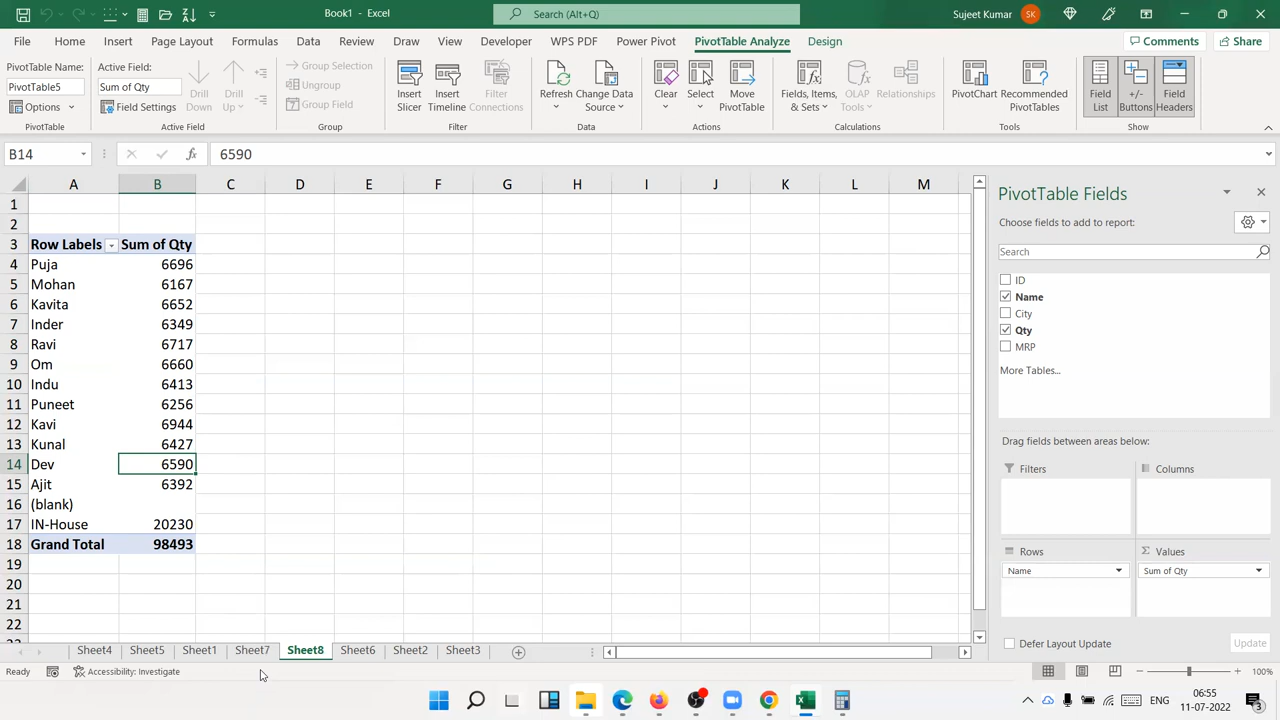 Book1 - Excel
Search (Alt+Q)
Sujeet Kumar
SK
File Home Insert Page Layout Formulas Data Review Draw View Developer WPS PDF Power Pivot PivotTable Analyze Design Comments Share
PivotTable Name:
PivotTable5
Options
PivotTable
Active Field:
Sum of Qty
Field Settings
Drill Down
Drill Up
Active Field
Group Selection
Ungroup
Group Field
Group
Insert Slicer
Insert Timeline
Filter Connections
Filter
Refresh
Change Data Source
Data
Clear
Select
Move PivotTable
Actions
Fields, Items, & Sets
OLAP Tools
Relationships
Calculations
PivotChart
Recommended PivotTables
Tools
Field List
+/- Buttons
Field Headers
Show
B14 fx 6590
A B C D E F G H I J K L M
1
2
3 Row Labels Sum of Qty
4 Puja 6696
5 Mohan 6167
6 Kavita 6652
7 Inder 6349
8 Ravi 6717
9 Om 6660
10 Indu 6413
11 Puneet 6256
12 Kavi 6944
13 Kunal 6427
14 Dev 6590
15 Ajit 6392
16 (blank)
17 IN-House 20230
18 Grand Total 98493
19
20
21
22
23
PivotTable Fields
Choose fields to add to report:
Search
ID
Name
City
Qty
MRP
More Tables...
Drag fields between areas below:
Filters
Columns
Rows
Σ Values
Name
Sum of Qty
Defer Layout Update
Update
Sheet4 Sheet5 Sheet1 Sheet7 Sheet8 Sheet6 Sheet2 Sheet3
Ready
Accessibility: Investigate
100%
ENG
06:55
11-07-2022
3